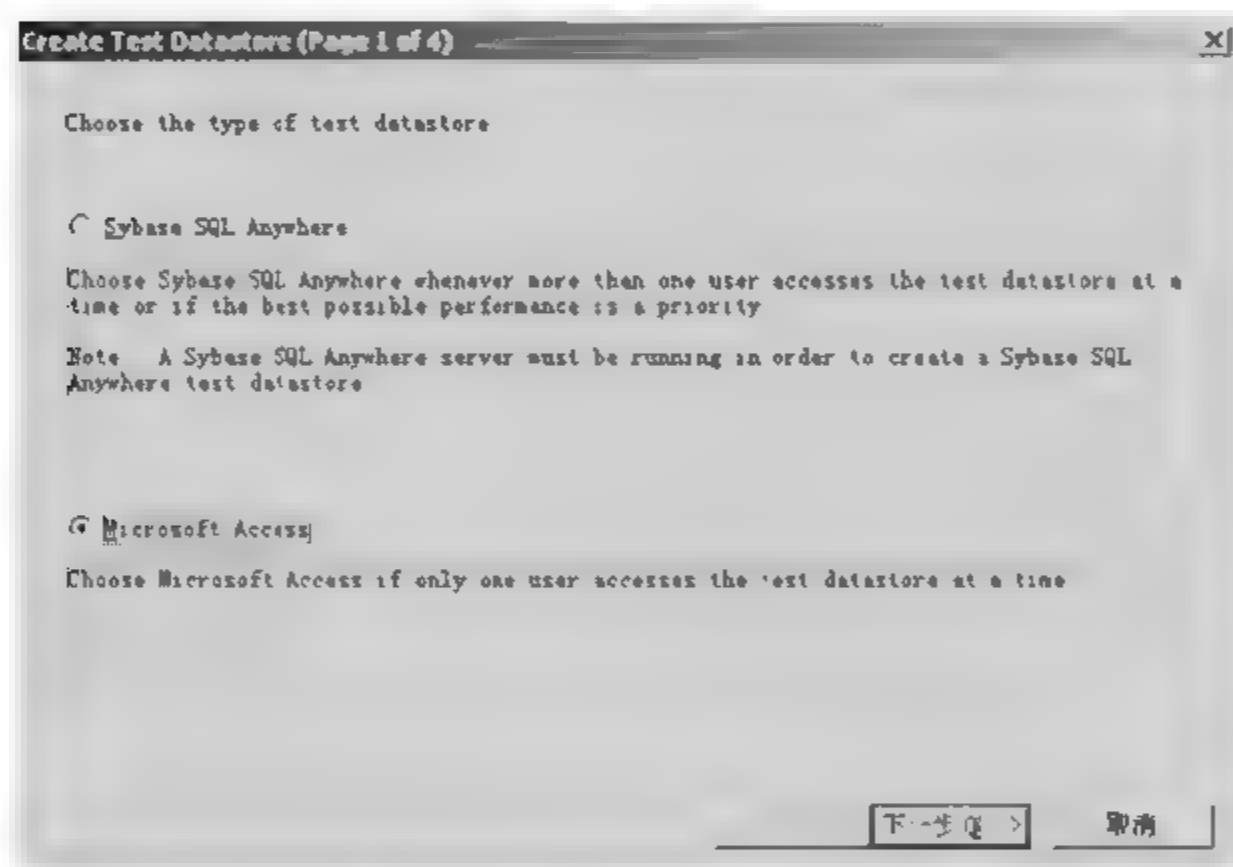 Create Test Datastore (Page 1 of 4)
Choose the type of test datastore
Sybase SQL Anywhere
Choose Sybase SQL Anywhere whenever more than one user accesses the test datastore at a
time or if the best possible performance is a priority
Note A Sybase SQL Anywhere server must be running in order to create a Sybase SQL
Anywhere test datastore
Microsoft Access
Choose Microsoft Access if only one user accesses the test datastore at a time
下一步 >
取消